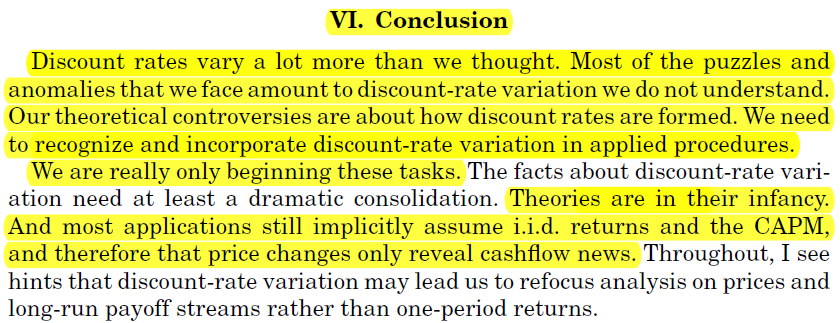 VI. Conclusion
Discount rates vary a lot more than we thought. Most of the puzzles and
anomalies that we face amount to discount-rate variation we do not understand.
Our theoretical controversies are about how discount rates are formed. We need
to recognize and incorporate discount-rate variation in applied procedures.
We are really only beginning these tasks. The facts about discount-rate vari-
ation need at least a dramatic consolidation. Theories are in their infancy.
And most applications still implicitly assume i.i.d. returns and the CAPM,
and therefore that price changes only reveal cashflow news. Throughout, I see
hints that discount-rate variation may lead us to refocus analysis on prices and
long-run payoff streams rather than one-period returns.